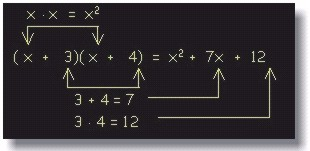 x · x = x²
(x + 3)(x + 4) = x² + 7x + 12
3 + 4 = 7
3 · 4 = 12